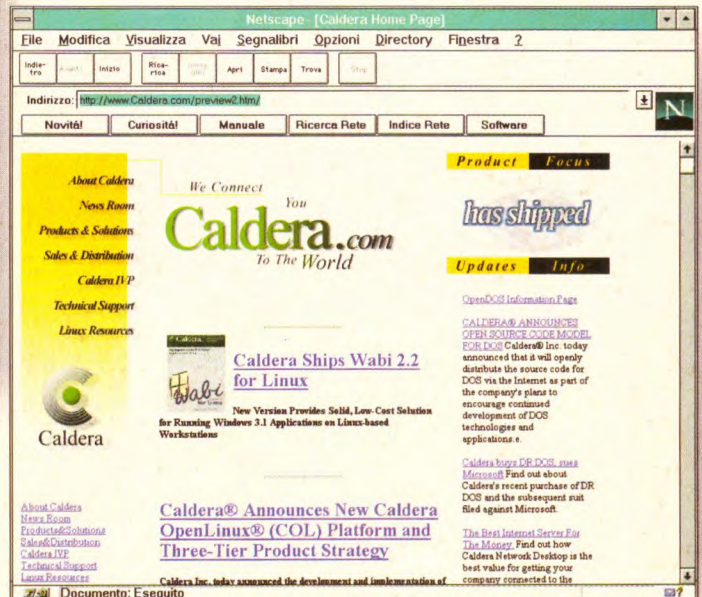 Netscape- [Caldera Home Page]
File Modifica Visualizza Vai Segnalibri Opzioni Directory Finestra ?
Indie-
tro
Avanti
Inizio
Rica-
rica
Apri
Stampa
Trova
Stop
Indirizzo: http://www.Caldera.com/preview2.htm/
N
Novitá! Curiositá! Manuale Ricerca Rete Indice Rete Software
About Caldera
News Room
Products & Solutions
Sales & Distribution
Caldera IVP
Technical Support
Linux Resources
Caldera
About Caldera
News Room
Products&Solutions
Sales&Distribution
Caldera IVP
Technical Support
Linux Resources
We Connect
You
Caldera.com
To The World
Caldera
Wabi
Caldera Ships Wabi 2.2
for Linux
New Version Provides Solid, Low-Cost Solution
for Running Windows 3.1 Applications on Linux-based
Workstations
Caldera® Announces New Caldera
OpenLinux® (COL) Platform and
Three-Tier Product Strategy
Caldera Inc. today announced the development and implementation of
Product Focus
has shipped
Updates Info
OpenDOS Information Page
CALDERA® ANNOUNCES
OPEN SOURCE CODE MODEL
FOR DOS Caldera® Inc. today
announced that it will openly
distribute the source code for
DOS via the Internet as part of
the company's plans to
encourage continued
development of DOS
technologies and
applications.e.
Caldera buys DR DOS, sues
Microsoft Find out about
Caldera's recent purchase of DR
DOS and the subsequent suit
filed against Microsoft.
The Best Internet Server For
The Money Find out how
Caldera Network Desktop is the
best value for getting your
company connected to the
Documento: Eseguito
?